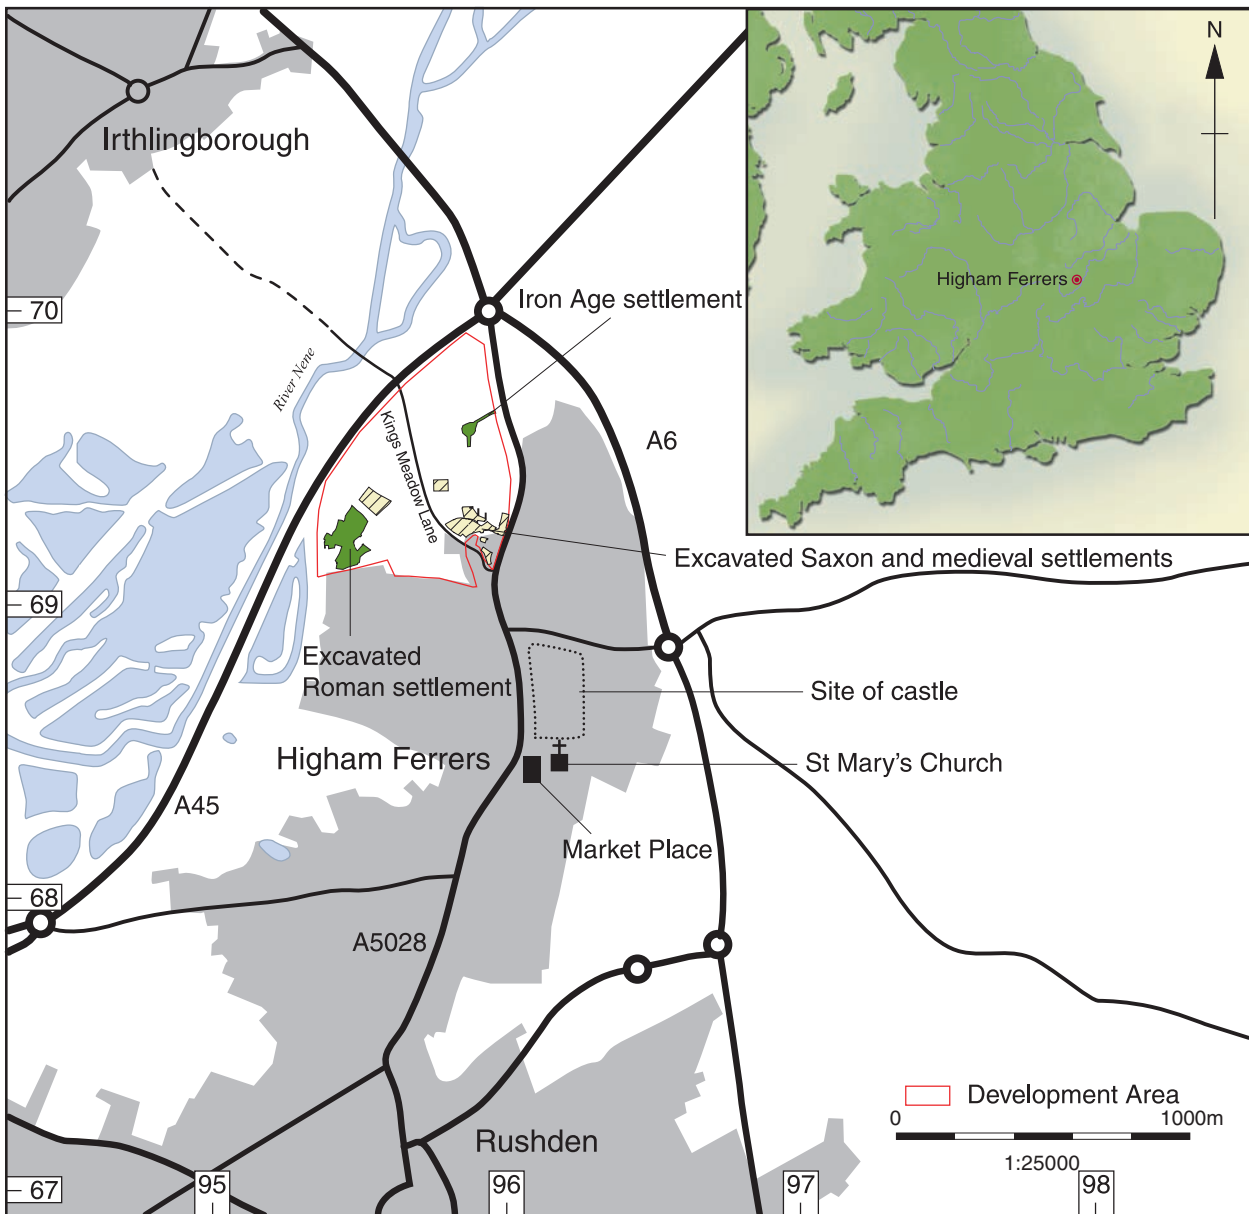 N
Irthlingborough
Higham Ferrers
70
Iron Age settlement
River Nene
A6
Kings Meadow Lane
Excavated Saxon and medieval settlements
69
Excavated
Roman settlement
Site of castle
Higham Ferrers
St Mary's Church
A45
Market Place
68
A5028
Development Area
0 1000m
1:25000
Rushden
67
95
96
97
98